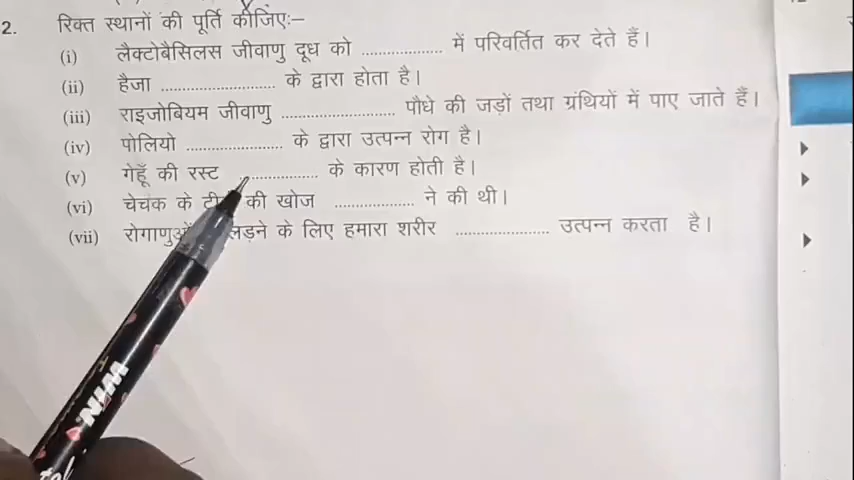 2. रिक्त स्थानों की पूर्ति कीजिए:–
(i) लैक्टोबैसिलस जीवाणु दूध को .................... में परिवर्तित कर देते हैं।
(ii) हैजा ............................ के द्वारा होता है।
(iii) राइजोबियम जीवाणु ............................ पौधे की जड़ों तथा ग्रंथियों में पाए जाते हैं।
(iv) पोलियो ........................ के द्वारा उत्पन्न रोग है।
(v) गेहूँ की रस्ट .................. के कारण होती है।
(vi) चेचक के की खोज .................... ने की थी।
(vii) लड़ने के लिए हमारा शरीर ........................ उत्पन्न करता है।
NIM